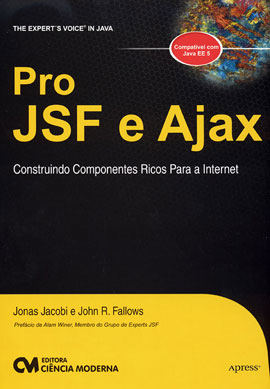 THE EXPERT'S VOICE® IN JAVA
Compatível com
Java EE 5
Pro
JSF e Ajax
Construindo Componentes Ricos Para a Internet
Jonas Jacobi e John R. Fallows
Prefácio de Alam Winer, Membro do Grupo de Experts JSF
CM
EDITORA
CIÊNCIA MODERNA
Apress®